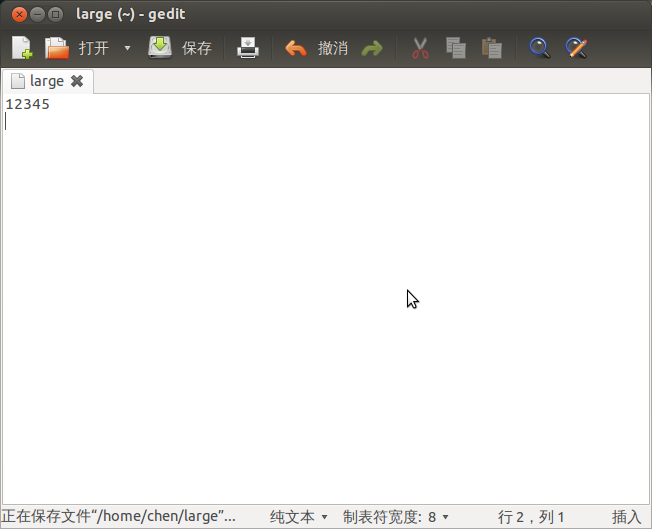 large (~) - gedit
打开 保存 撤消
large
12345
正在保存文件“/home/chen/large”... 纯文本 制表符宽度: 8 行 2，列 1 插入